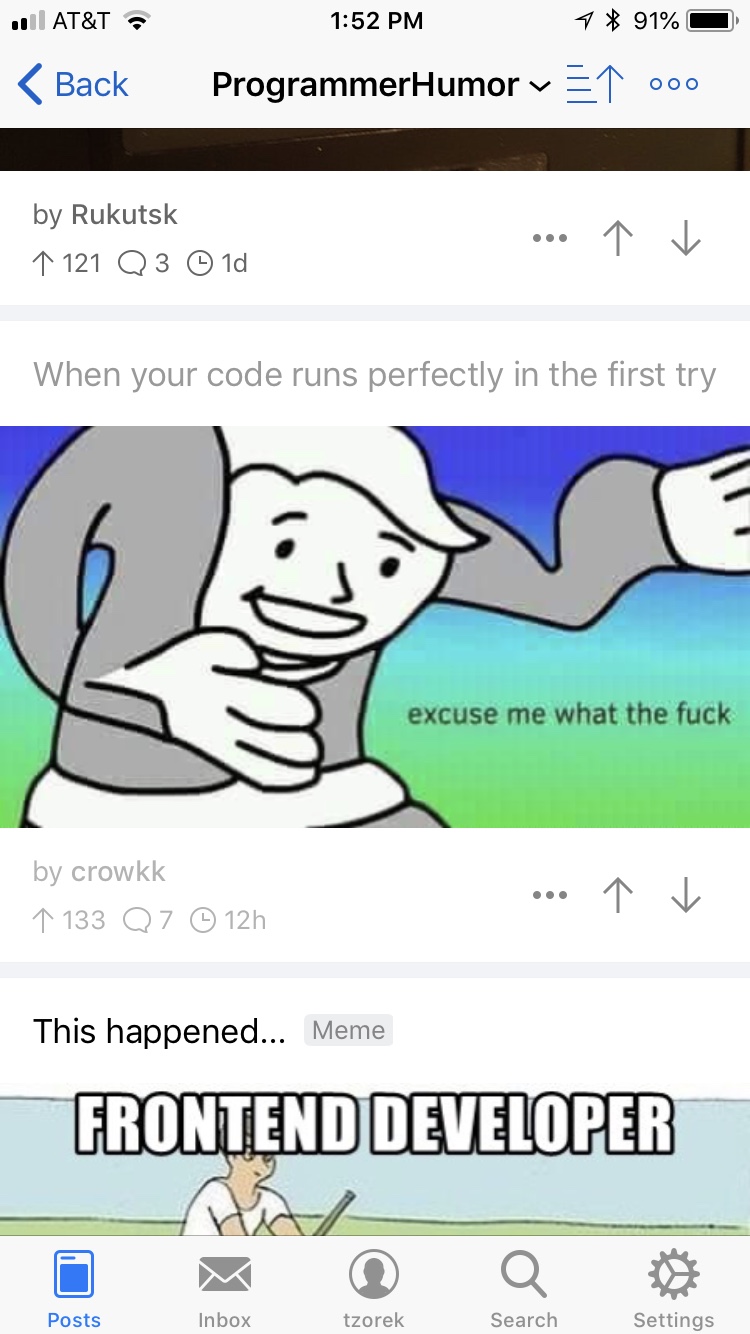 AT&T 1:52 PM 91%
Back ProgrammerHumor
by Rukutsk
121 3 1d
When your code runs perfectly in the first try
excuse me what the fuck
by crowkk
133 7 12h
This happened... Meme
FRONTEND DEVELOPER
Posts Inbox tzorek Search Settings